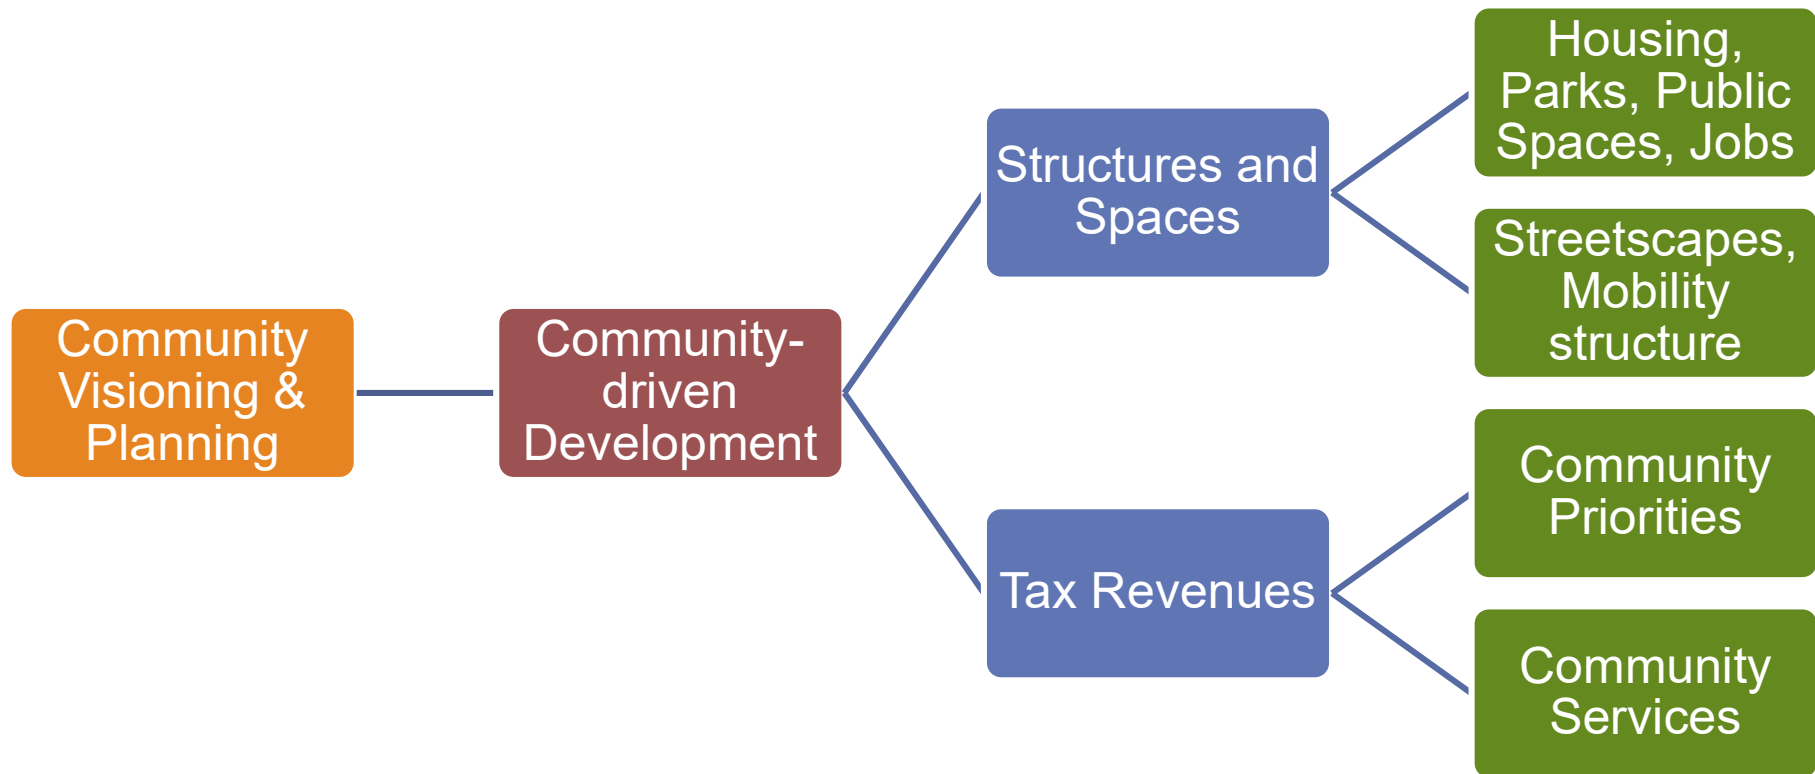 Community
Visioning &
Planning
Community-
driven
Development
Structures and
Spaces
Housing,
Parks, Public
Spaces, Jobs
Streetscapes,
Mobility
structure
Tax Revenues
Community
Priorities
Community
Services